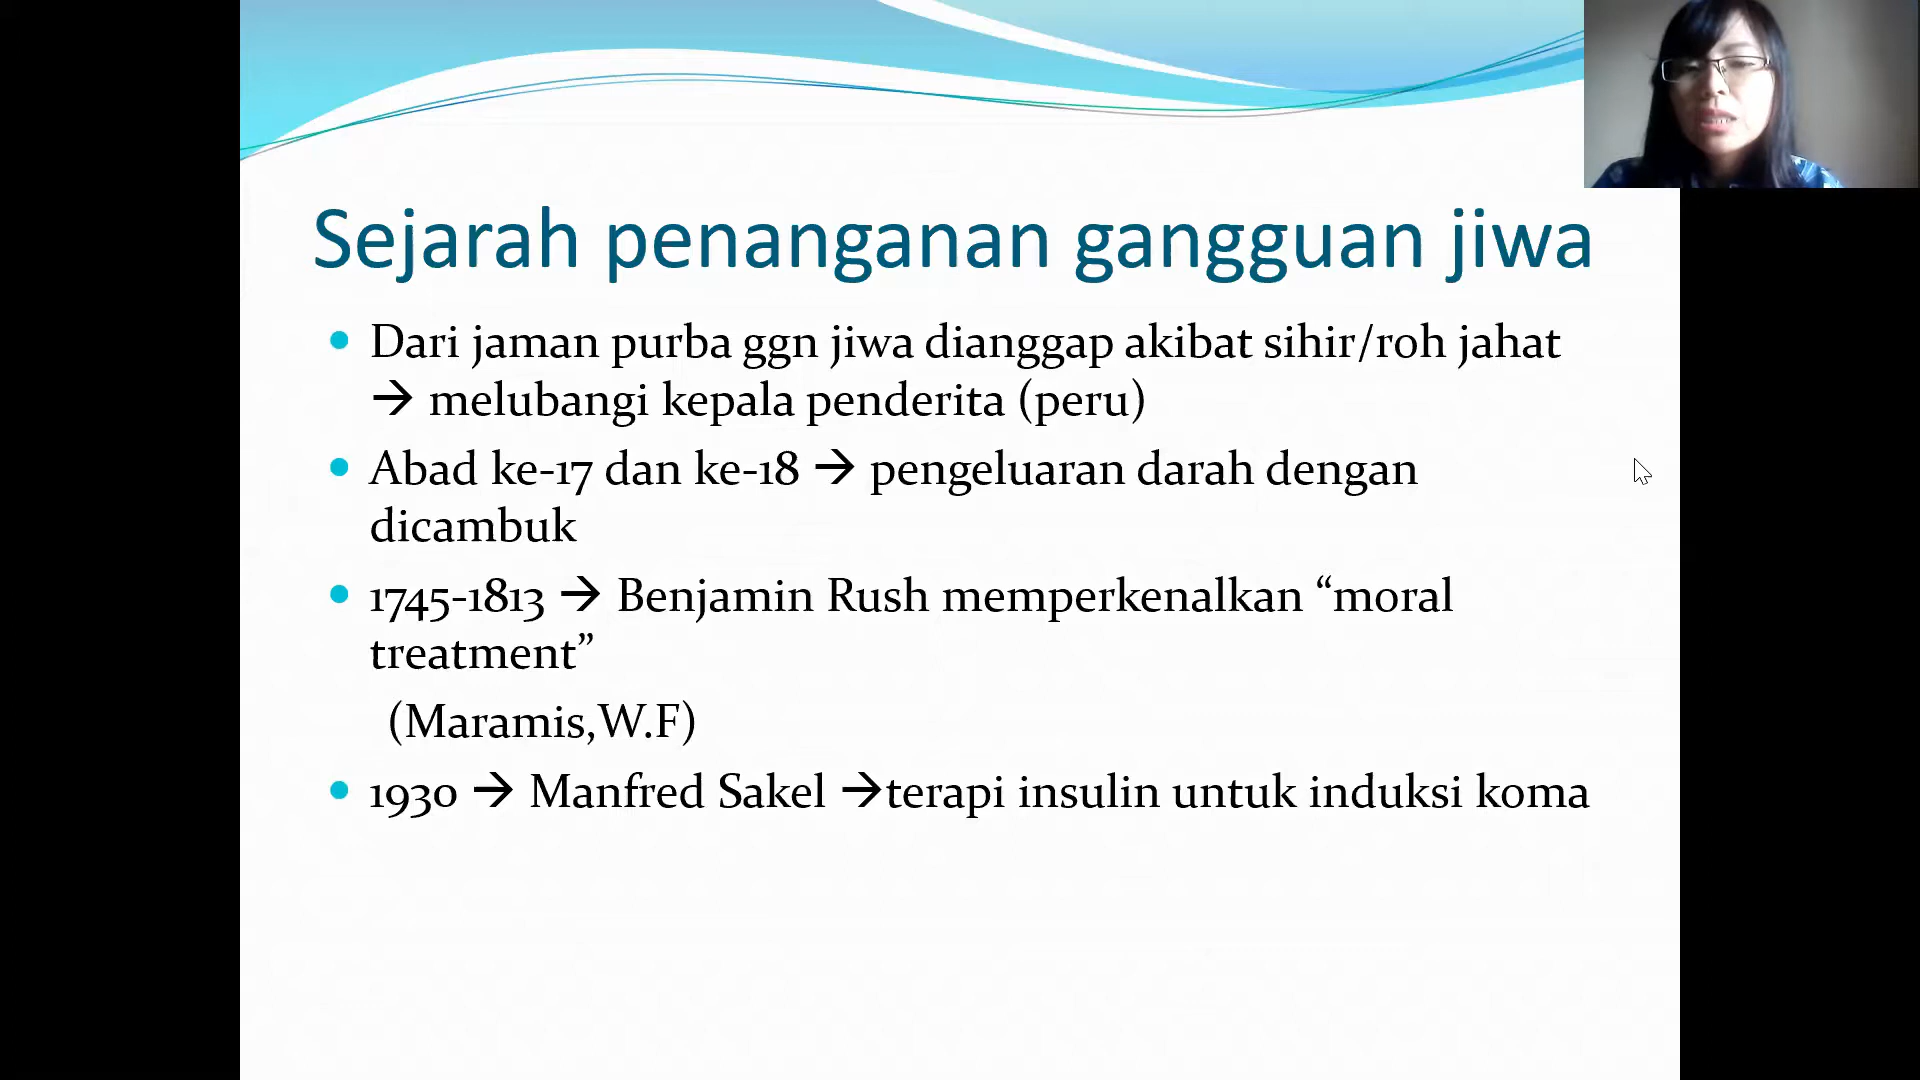 Sejarah penanganan gangguan jiwa
• Dari jaman purba ggn jiwa dianggap akibat sihir/roh jahat
→ melubangi kepala penderita (peru)
• Abad ke-17 dan ke-18 → pengeluaran darah dengan
dicambuk
• 1745-1813 → Benjamin Rush memperkenalkan “moral
treatment”
(Maramis,W.F)
• 1930 → Manfred Sakel →terapi insulin untuk induksi koma